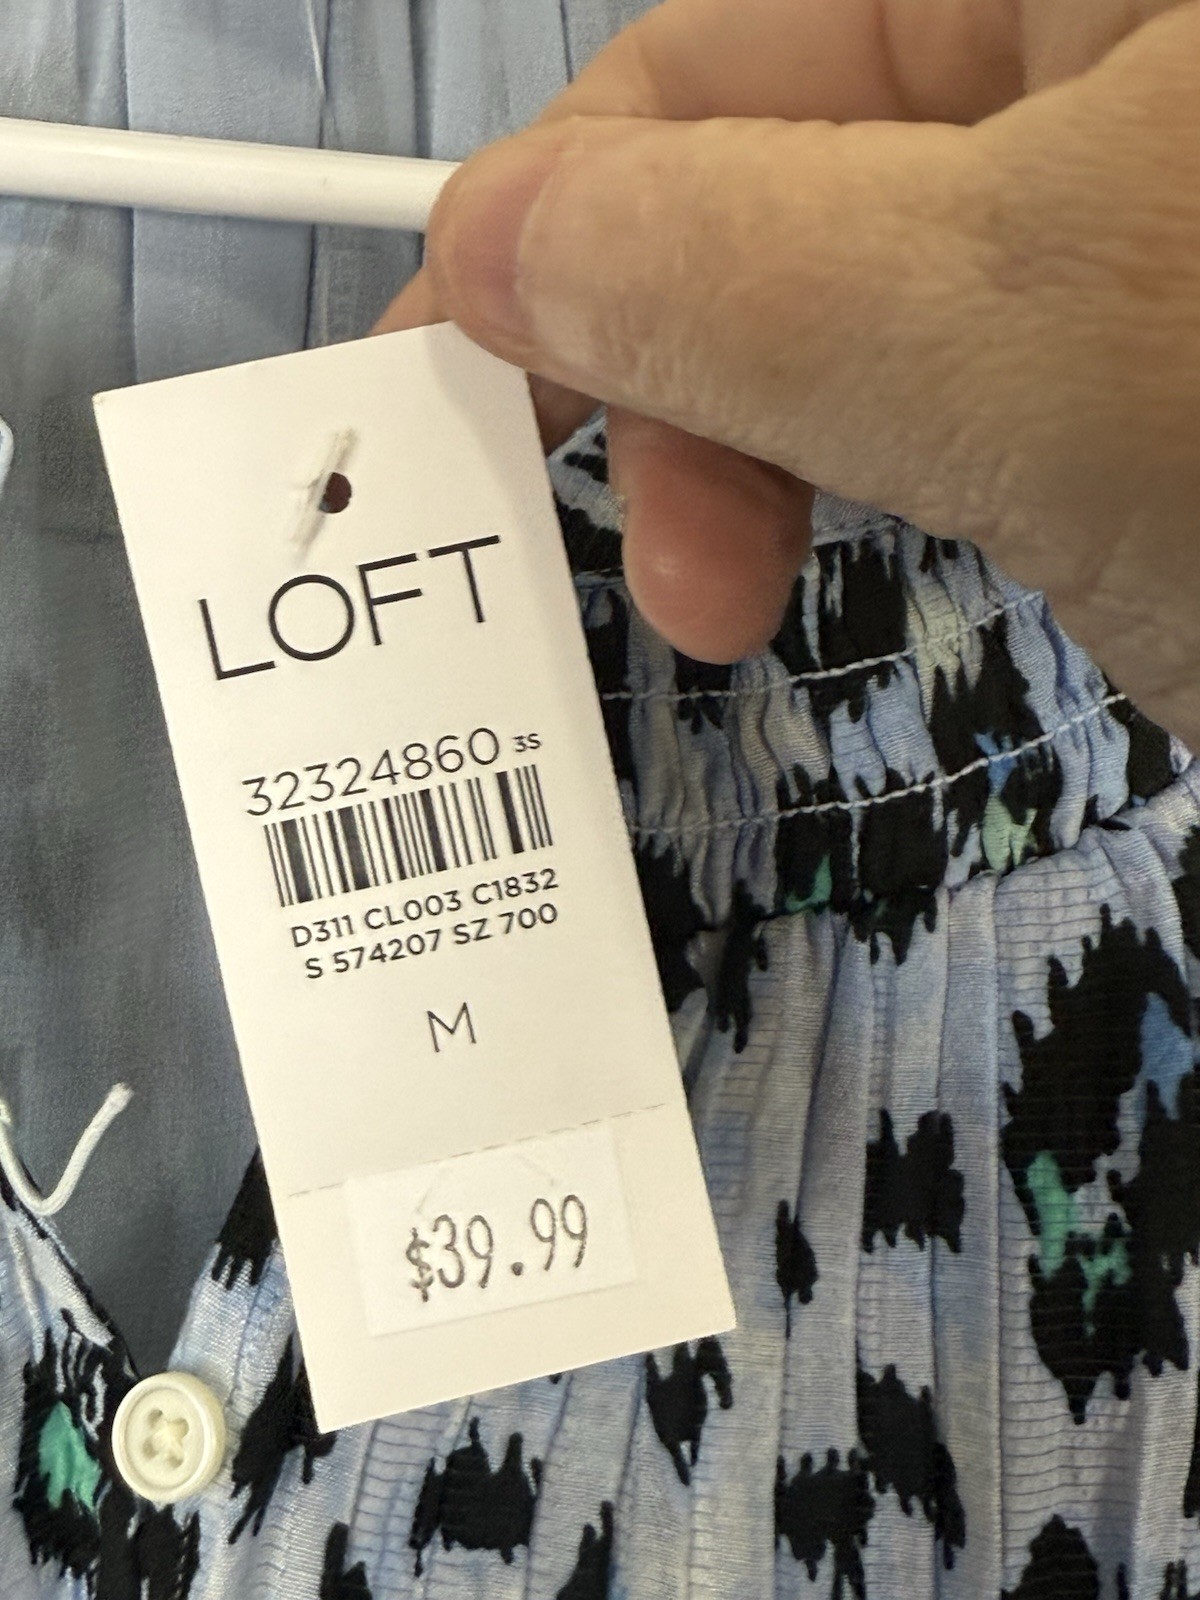 LOFT
32324860 3S
D311 CL003 C1832
S 574207 SZ 700
M
$39.99